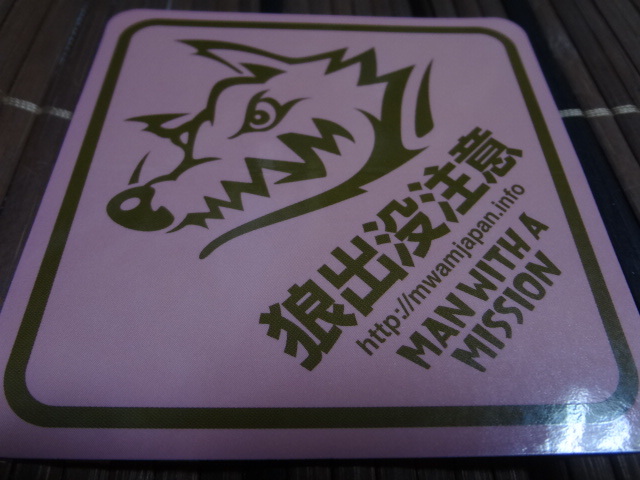 狼出没注意
http://mwamjapan.info
MAN WITH A
MISSION